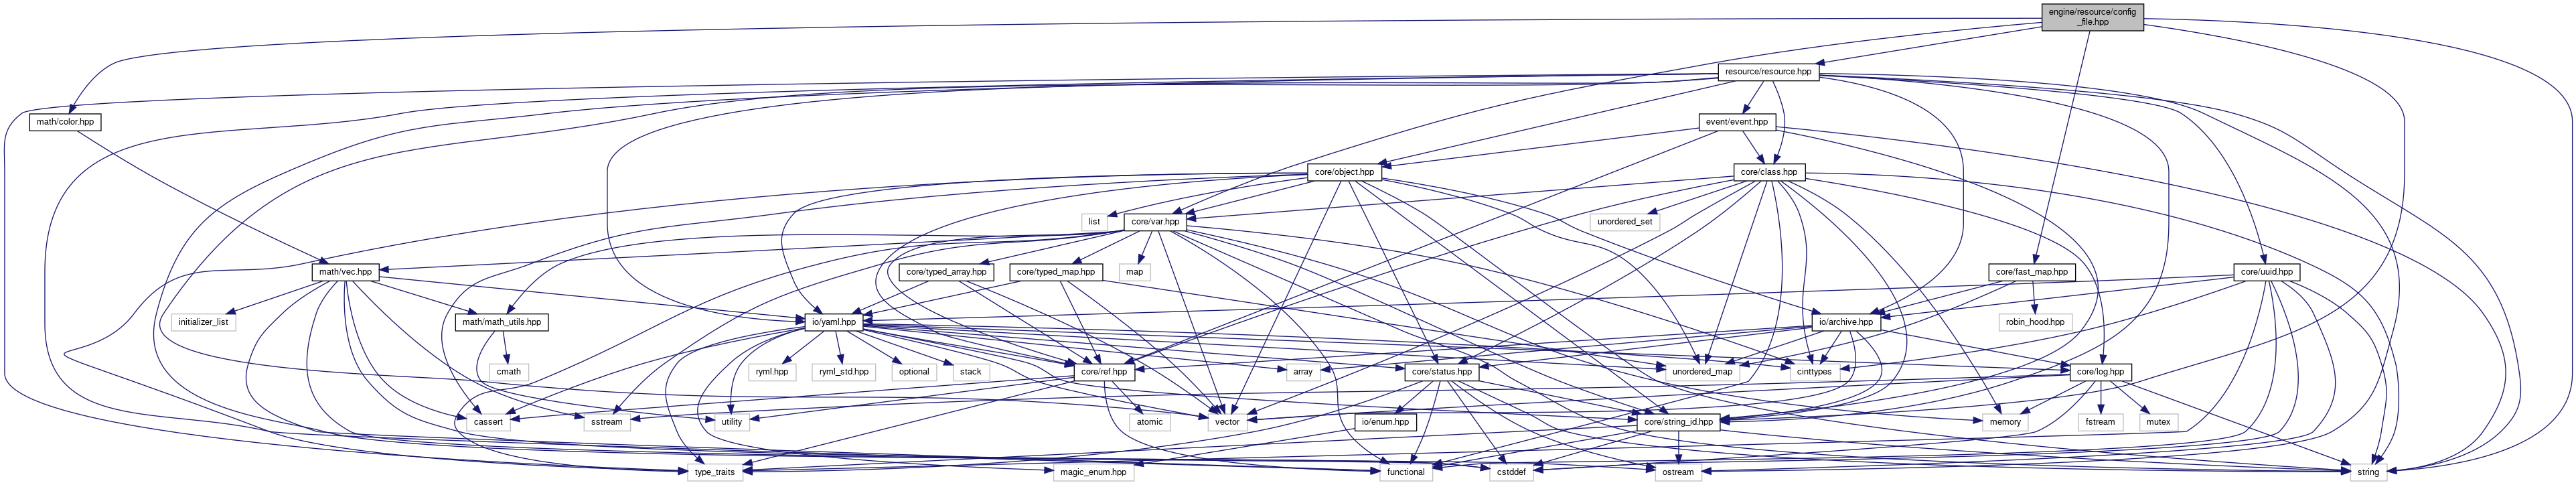 engine/resource/config
_file.hpp
resource/resource.hpp
math/color.hpp
event/event.hpp
core/object.hpp
core/class.hpp
list
core/var.hpp
unordered_set
math/vec.hpp
core/typed_array.hpp
core/typed_map.hpp
map
core/fast_map.hpp
core/uuid.hpp
initializer_list
math/math_utils.hpp
io/yaml.hpp
robin_hood.hpp
io/archive.hpp
cmath
ryml.hpp
ryml_std.hpp
optional
stack
core/ref.hpp
array
core/status.hpp
unordered_map
cinttypes
core/log.hpp
cassert
sstream
utility
atomic
vector
io/enum.hpp
core/string_id.hpp
memory
fstream
mutex
type_traits
magic_enum.hpp
functional
cstddef
ostream
string